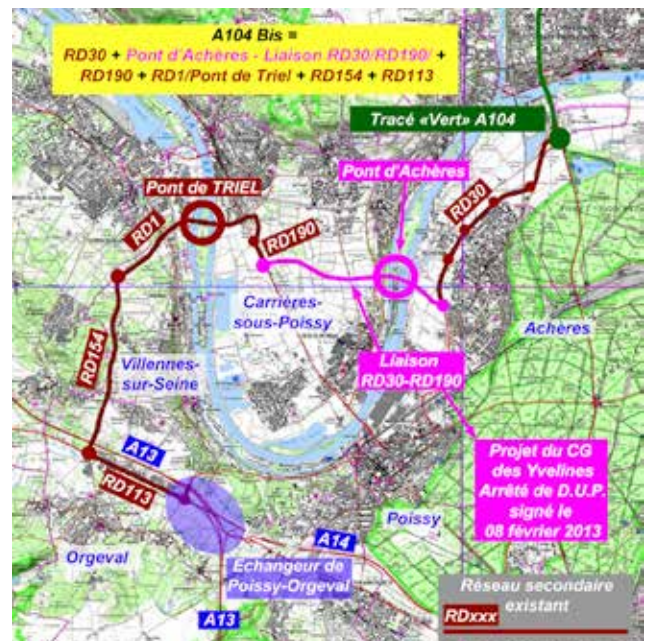 A104 Bis =
RD30 + Pont d'Achères - Liaison RD30/RD190/ +
RD190 + RD1/Pont de Triel + RD154 + RD113
Tracé «Vert» A104
Pont d'Achères
Pont de TRIEL
RD30
RD1
RD190
Carrières-
sous-Poissy
Achères
Liaison
RD30-RD190
RD154
Villennes-
sur-Seine
A13
Projet du CG
des Yvelines
Arrêté de D.U.P.
signé le
08 février 2013
RD113
Poissy
A14
Orgeval
Echangeur de
Poissy-Orgeval
A13
Réseau secondaire
existant
RDxxx